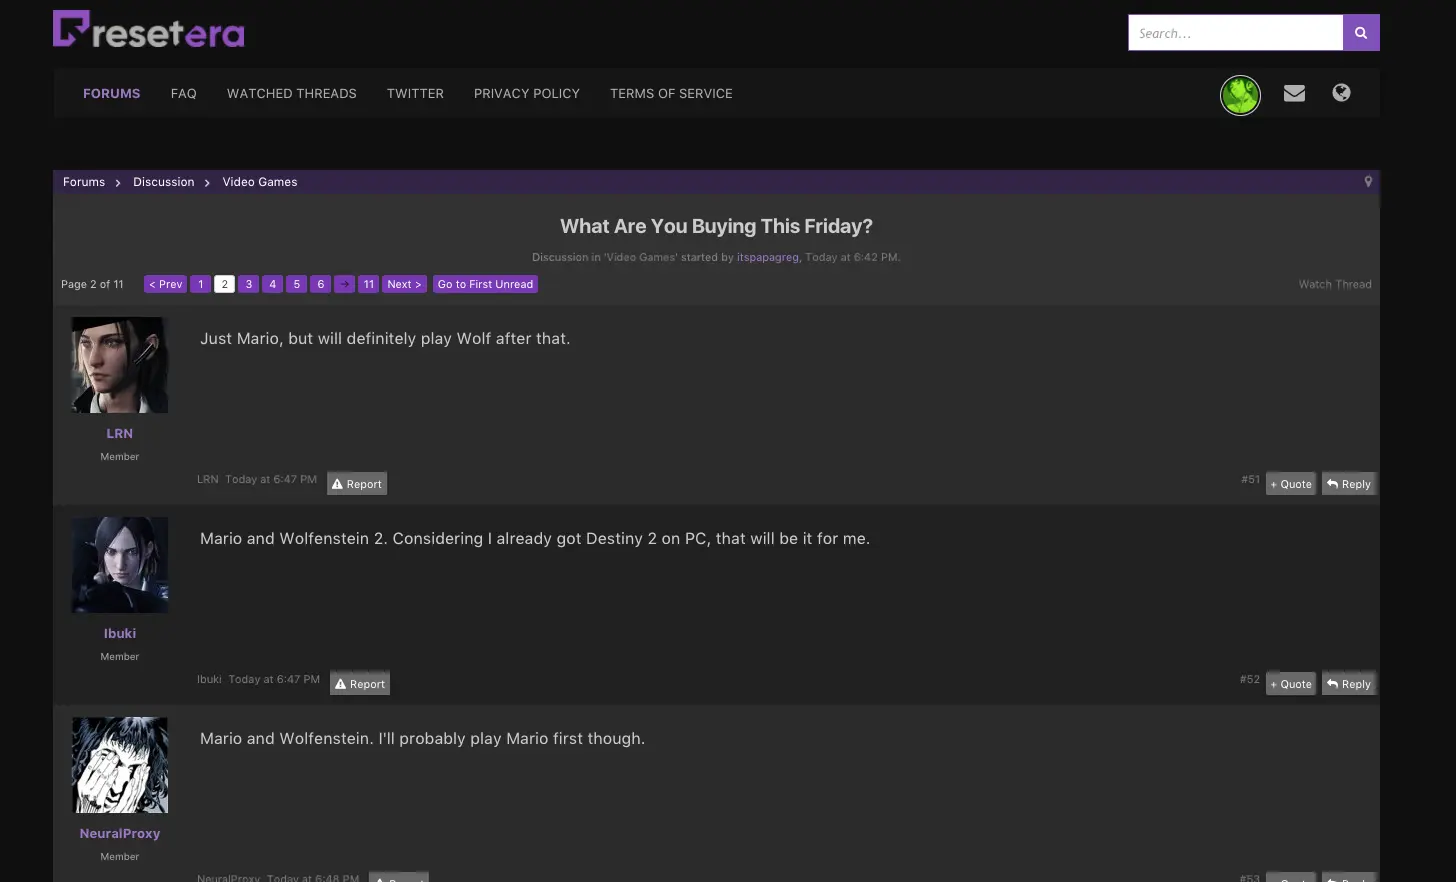 resetera
Search...
FORUMS FAQ WATCHED THREADS TWITTER PRIVACY POLICY TERMS OF SERVICE
Forums > Discussion > Video Games
What Are You Buying This Friday?
Discussion in 'Video Games' started by itspapagreg, Today at 6:42 PM.
Page 2 of 11 < Prev 1 2 3 4 5 6 → 11 Next > Go to First Unread Watch Thread
Just Mario, but will definitely play Wolf after that.
LRN
Member
LRN Today at 6:47 PM Report #51 + Quote Reply
Mario and Wolfenstein 2. Considering I already got Destiny 2 on PC, that will be it for me.
Ibuki
Member
Ibuki Today at 6:47 PM Report #52 + Quote Reply
Mario and Wolfenstein. I'll probably play Mario first though.
NeuralProxy
Member
NeuralProxy Today at 6:48 PM #53